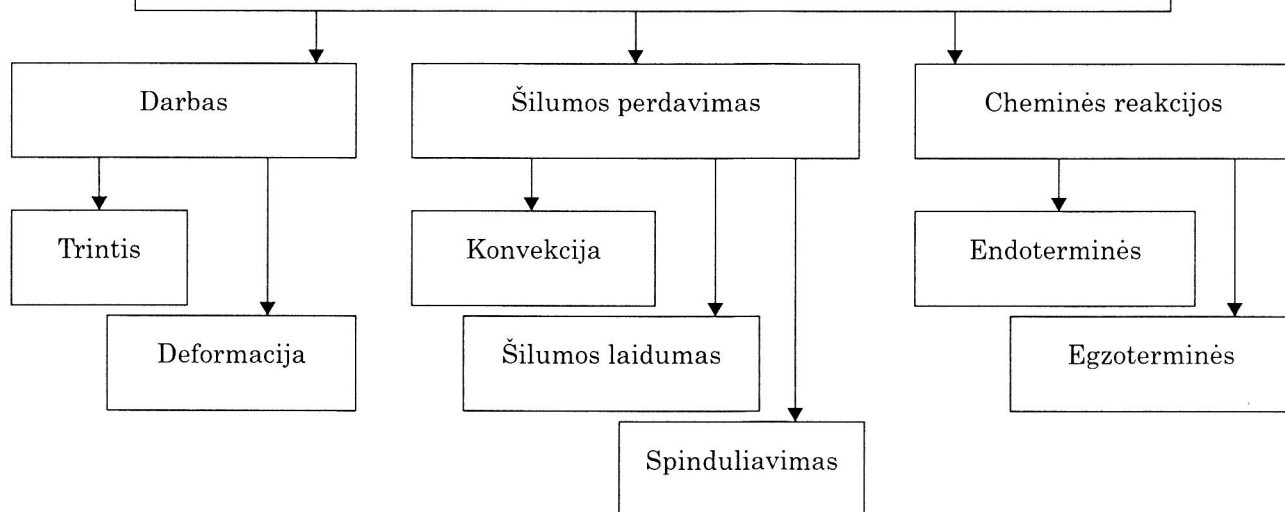 Darbas
Šilumos perdavimas
Cheminės reakcijos
Trintis
Konvekcija
Endoterminės
Deformacija
Šilumos laidumas
Egzoterminės
Spinduliavimas